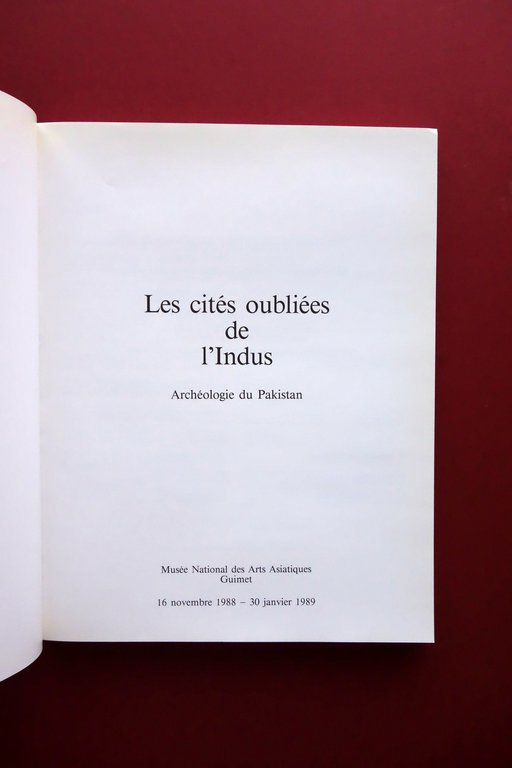 Les cités oubliées
de
l'Indus
Archéologie du Pakistan
Musée National des Arts Asiatiques
Guimet
16 novembre 1988 – 30 janvier 1989